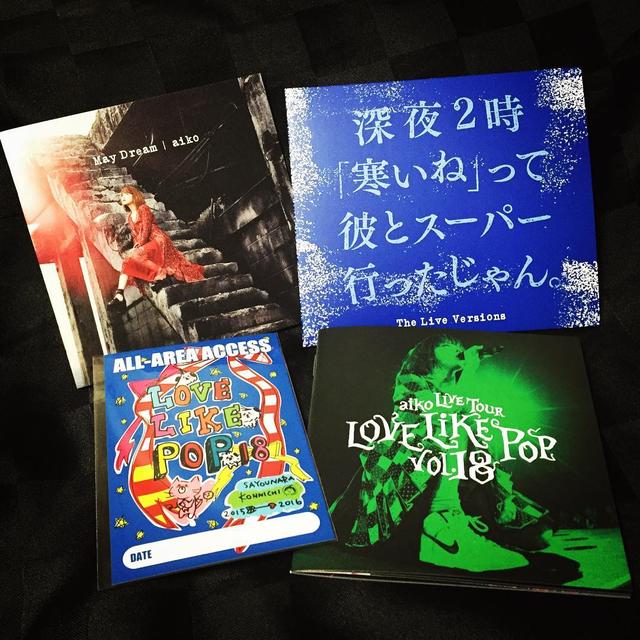 May Dream | aiko
深夜2時
「寒いね」って
彼とスーパー
行ったじゃん。
The Live Versions
ALL-AREA ACCESS
LOVE
LIKE
POP 18
SAYOUNARA
KONNICHI
2015 2016
DATE
aiko LIVE TOUR
LOVE LIKE POP
VOL.18